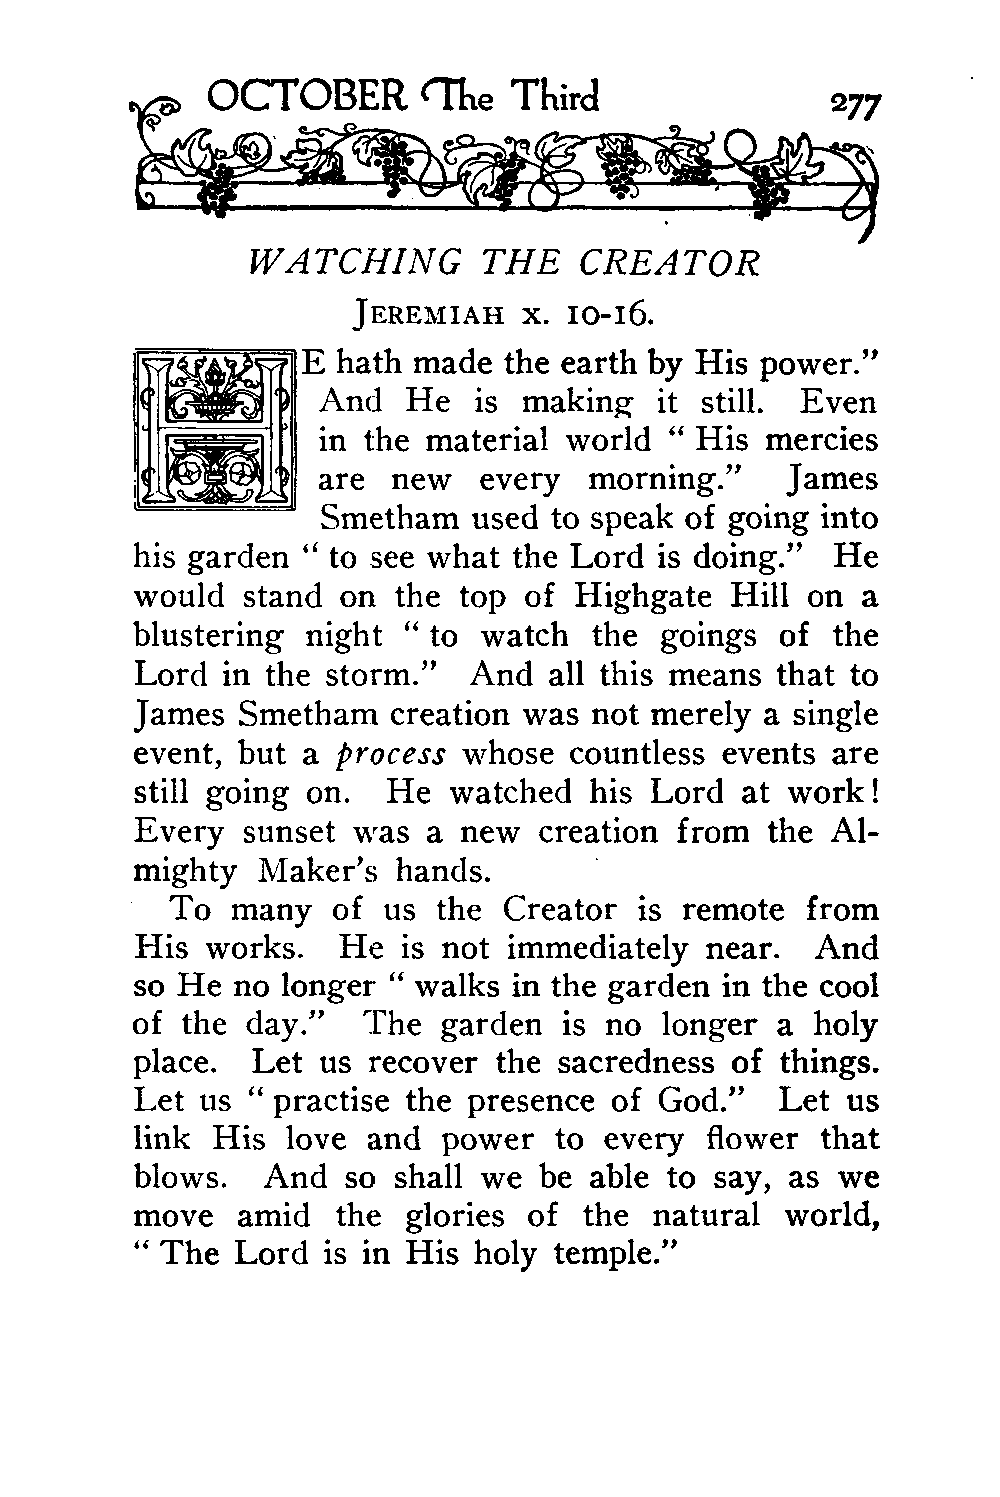 OCTOBER The Third
277
WATCHING THE CREATOR
JEREMIAH X. 10-16.
HE hath made the earth by His power."
And He is making it still. Even
in the material world " His mercies
are new every morning." James
Smetham used to speak of going into
his garden " to see what the Lord is doing." He
would stand on the top of Highgate Hill on a
blustering night " to watch the goings of the
Lord in the storm." And all this means that to
James Smetham creation was not merely a single
event, but a process whose countless events are
still going on. He watched his Lord at work!
Every sunset was a new creation from the Al-
mighty Maker's hands.
To many of us the Creator is remote from
His works. He is not immediately near. And
so He no longer " walks in the garden in the cool
of the day." The garden is no longer a holy
place. Let us recover the sacredness of things.
Let us " practise the presence of God." Let us
link His love and power to every flower that
blows. And so shall we be able to say, as we
move amid the glories of the natural world,
" The Lord is in His holy temple."